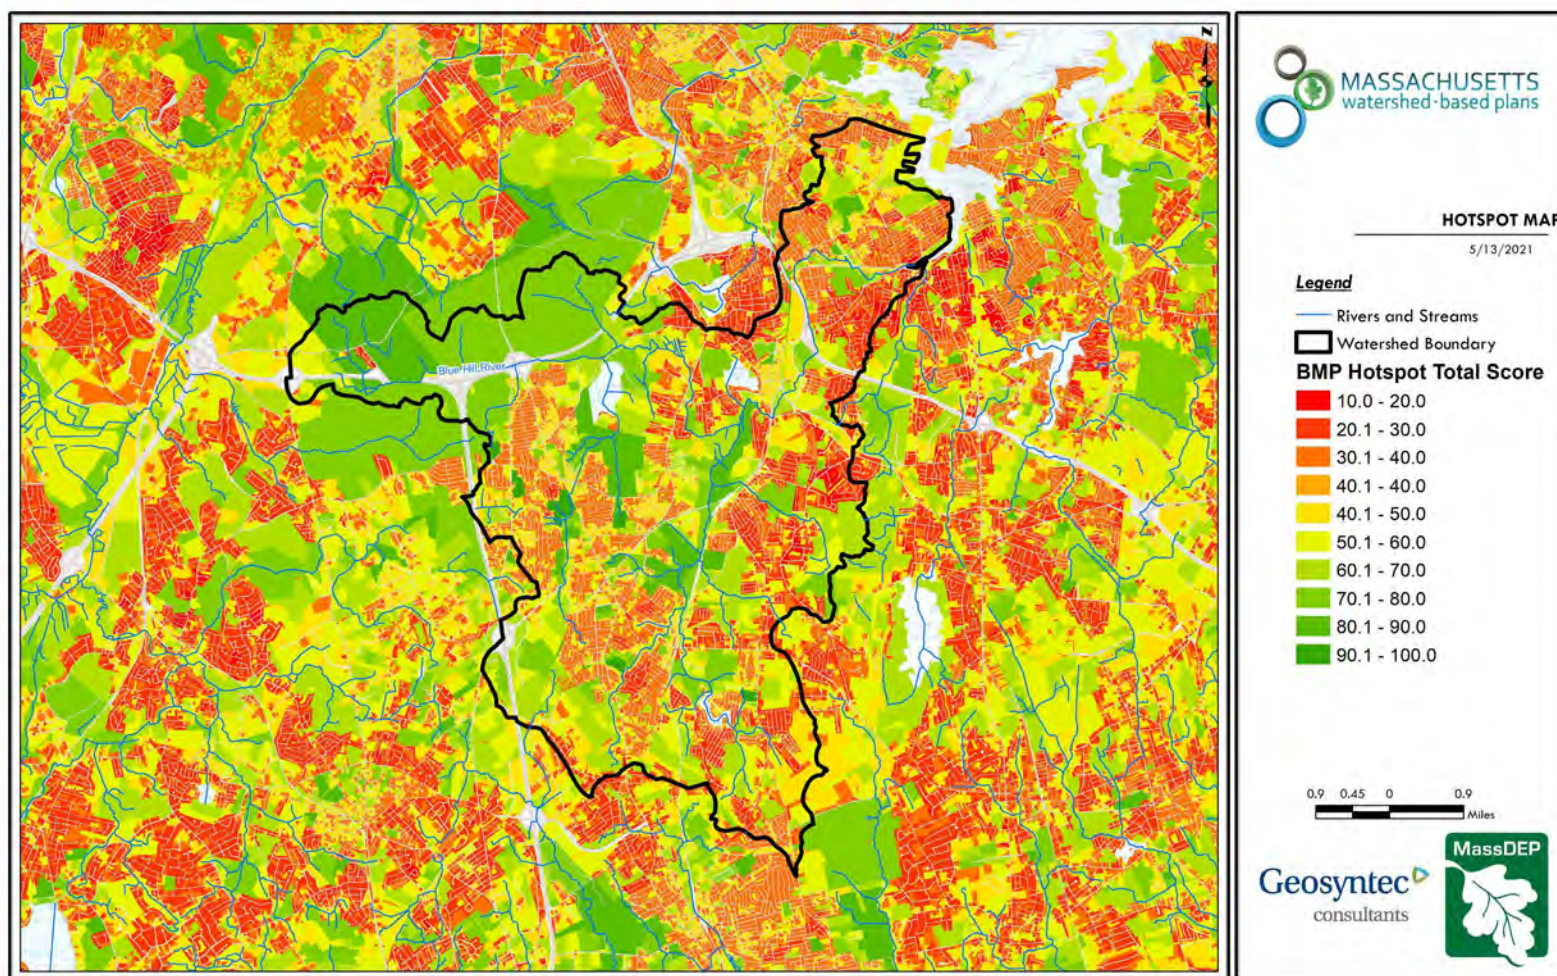 N
Blue Hill River
MASSACHUSETTS
watershed-based plans
HOTSPOT MAP
5/13/2021
Legend
Rivers and Streams
Watershed Boundary
BMP Hotspot Total Score
10.0 - 20.0
20.1 - 30.0
30.1 - 40.0
40.1 - 40.0
40.1 - 50.0
50.1 - 60.0
60.1 - 70.0
70.1 - 80.0
80.1 - 90.0
90.1 - 100.0
0.9 0.45 0 0.9
Miles
MassDEP
Geosyntec
consultants